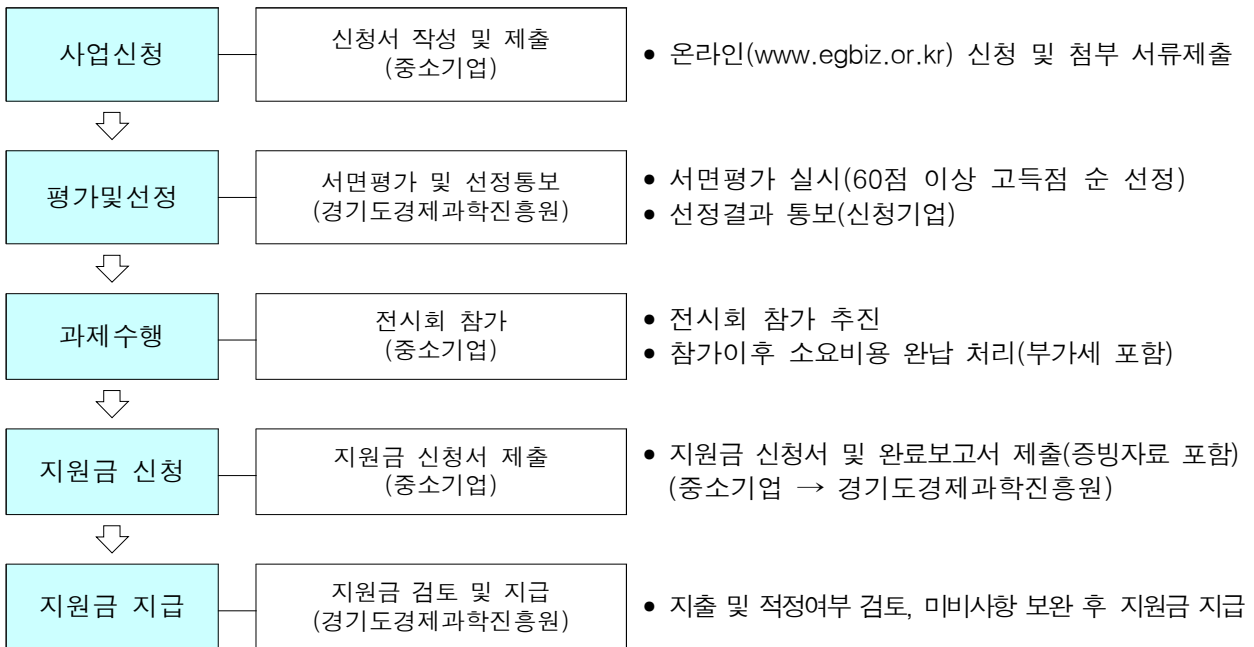 사업신청
신청서 작성 및 제출
(중소기업)
• 온라인(www.egbiz.or.kr) 신청 및 첨부 서류제출
평가및선정
서면평가 및 선정통보
(경기도경제과학진흥원)
• 서면평가 실시(60점 이상 고득점 순 선정)
• 선정결과 통보(신청기업)
과제수행
전시회 참가
(중소기업)
• 전시회 참가 추진
• 참가이후 소요비용 완납 처리(부가세 포함)
지원금 신청
지원금 신청서 제출
(중소기업)
• 지원금 신청서 및 완료보고서 제출(증빙자료 포함)
(중소기업 → 경기도경제과학진흥원)
지원금 지급
지원금 검토 및 지급
(경기도경제과학진흥원)
• 지출 및 적정여부 검토, 미비사항 보완 후 지원금 지급